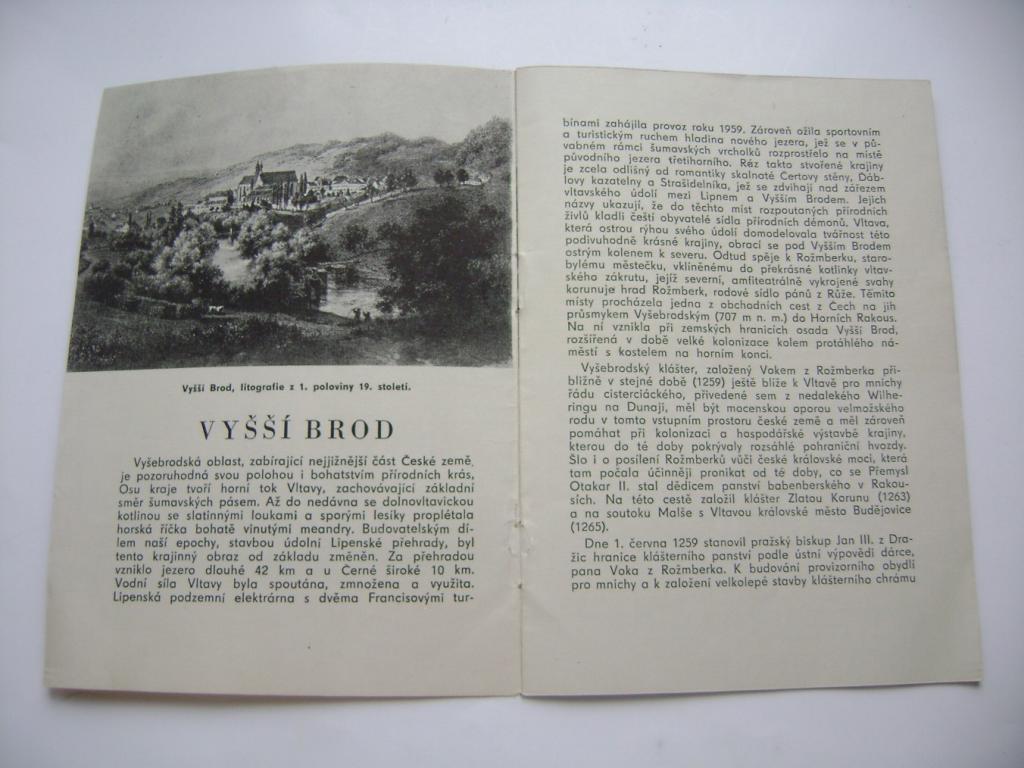 Vyšší Brod, litografie z 1. poloviny 19. století.
VYŠŠÍ BROD
Vyšebrodská oblast, zabírající nejjižnější část České země,
je pozoruhodná svou polohou i bohatstvím přírodních krás,
Osu kraje tvoří horní tok Vltavy, zachovávající základní
směr šumavských pásem. Až do nedávna se dolnovltavickou
kotlinou se slatinnými loukami a sporými lesíky proplétala
horská říčka bohatě vinutými meandry. Budovatelským dí-
lem naší epochy, stavbou údolní Lipenské přehrady, byl
tento krajinný obraz od základu změněn. Za přehradou
vzniklo jezero dlouhé 42 km a u Černé široké 10 km.
Vodní síla Vltavy byla spoutána, zmnožena a využita.
Lipenská podzemní elektrárna s dvěma Francisovými tur-
bínami zahájila provoz roku 1959. Zároveň ožila sportovním
a turistickým ruchem hladina nového jezera, jež se v pů-
vabném rámci šumavských vrcholků rozprostřelo na místě
původního jezera třetihorního. Ráz takto stvořené krajiny
je zcela odlišný od romantiky skalnaté Čertovy stěny, Dáb-
lovy kazatelny a Strašidelníka, jež se zdvihají nad zářezem
vltavského údolí mezi Lipnem a Vyšším Brodem. Jejich
názvy ukazují, že do těchto míst rozpoutaných přírodních
živlů kladli čeští obyvatelé sídla přírodních démonů. Vltava,
která ostrou rýhou svého údolí domodelovala tvářnost této
podivuhodně krásné krajiny, obrací se pod Vyšším Brodem
ostrým kolenem k severu. Odtud spěje k Rožmberku, staro-
bylému městečku, vklíněnému do překrásné kotlinky vltav-
ského zákrutu, jejíž severní, amfiteatrálně vykrojené svahy
korunuje hrad Rožmberk, rodové sídlo pánů z Růže. Těmito
místy procházela jedna z obchodních cest z Čech na jih
průsmykem Vyšebrodským (707 m n. m.) do Horních Rakous.
Na ní vznikla při zemských hranicích osada Vyšší Brod,
rozšířená v době velké kolonizace kolem protáhlého ná-
městí s kostelem na horním konci.
Vyšebrodský klášter, založený Vokem z Rožmberka při-
bližně v stejné době (1259) ještě blíže k Vltavě pro mnichy
řádu cisterciáckého, přivedené sem z nedalekého Wilhe-
ringu na Dunaji, měl být mocenskou oporou velmožského
rodu v tomto vstupním prostoru české země a měl zároveň
pomáhat při kolonizaci a hospodářské výstavbě krajiny,
kterou do té doby pokrývaly rozsáhlé pohraniční hvozdy.
Šlo i o posílení Rožmberků vůči české královské moci, která
tam počala účinněji pronikat od té doby, co se Přemysl
Otakar II. stal dědicem panství babenberského v Rakou-
sích. Na této cestě založil klášter Zlatou Korunu (1263)
a na soutoku Malše s Vltavou královské město Budějovice
(1265).
Dne 1. června 1259 stanovil pražský biskup Jan III. z Dra-
žic hranice klášterního panství podle ústní výpovědi dárce,
pana Voka z Rožmberka. K budování provizorního obydlí
pro mnichy a k založení velkolepé stavby klášterního chrámu